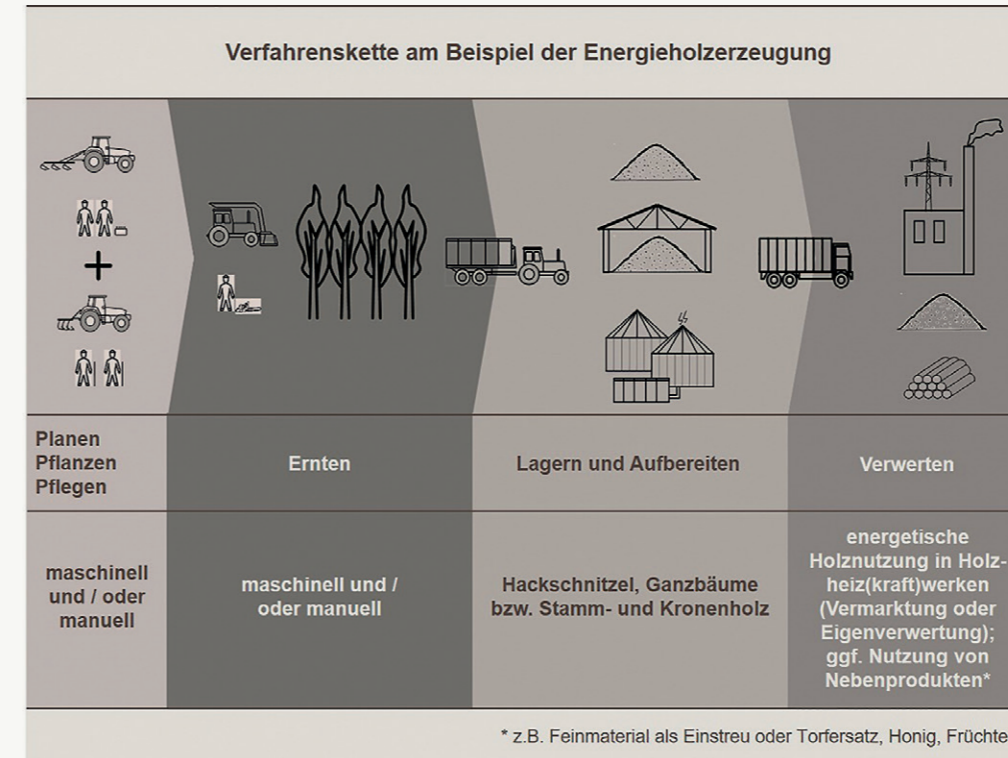 Verfahrenskette am Beispiel der Energieholzerzeugung
Planen
Pflanzen
Pflegen
Ernten
Lagern und Aufbereiten
Verwerten
maschinell
und / oder
manuell
maschinell und /
oder manuell
Hackschnitzel, Ganzbäume
bzw. Stamm- und Kronenholz
energetische
Holznutzung in Holz-
heiz(kraft)werken
(Vermarktung oder
Eigenverwertung);
ggf. Nutzung von
Nebenprodukten*
* z.B. Feinmaterial als Einstreu oder Torfersatz, Honig, Früchte